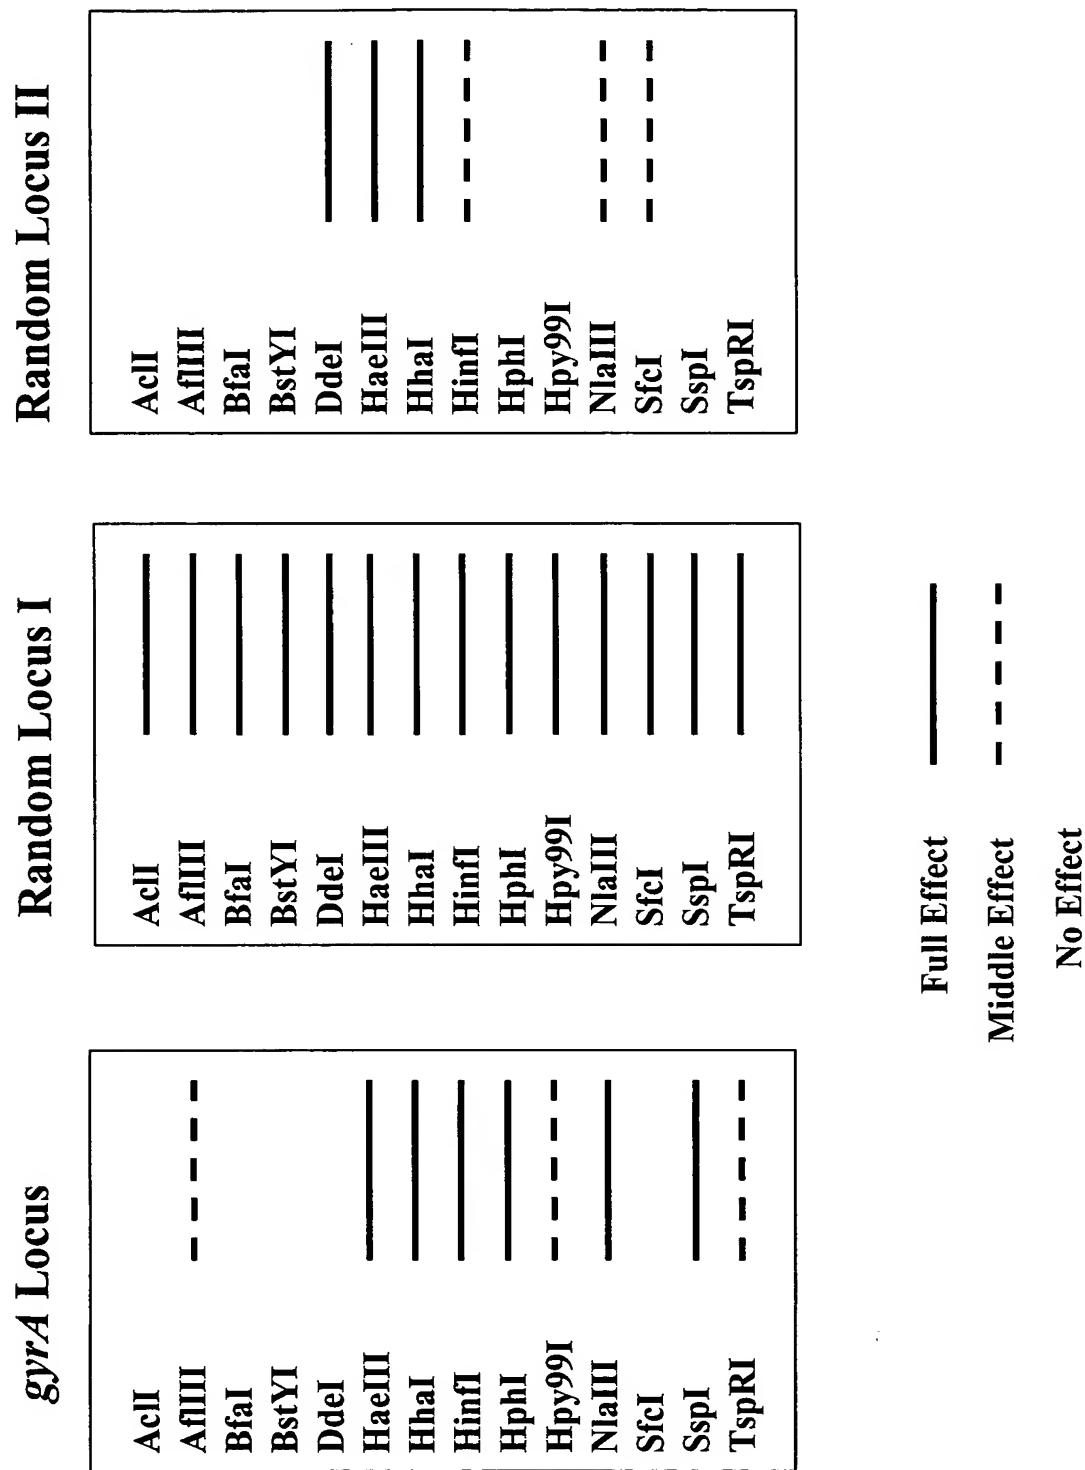 gyrA Locus
AclI
AflIII
BfaI
BstYI
DdeI
HaeIII
HhaI
HinfI
HphI
Hpy99I
NlaIII
SfcI
SspI
TspRI
Random Locus I
AclI
AflIII
BfaI
BstYI
DdeI
HaeIII
HhaI
HinfI
HphI
Hpy99I
NlaIII
SfcI
SspI
TspRI
Random Locus II
AclI
AflIII
BfaI
BstYI
DdeI
HaeIII
HhaI
HinfI
HphI
Hpy99I
NlaIII
SfcI
SspI
TspRI
Full Effect
Middle Effect
No Effect